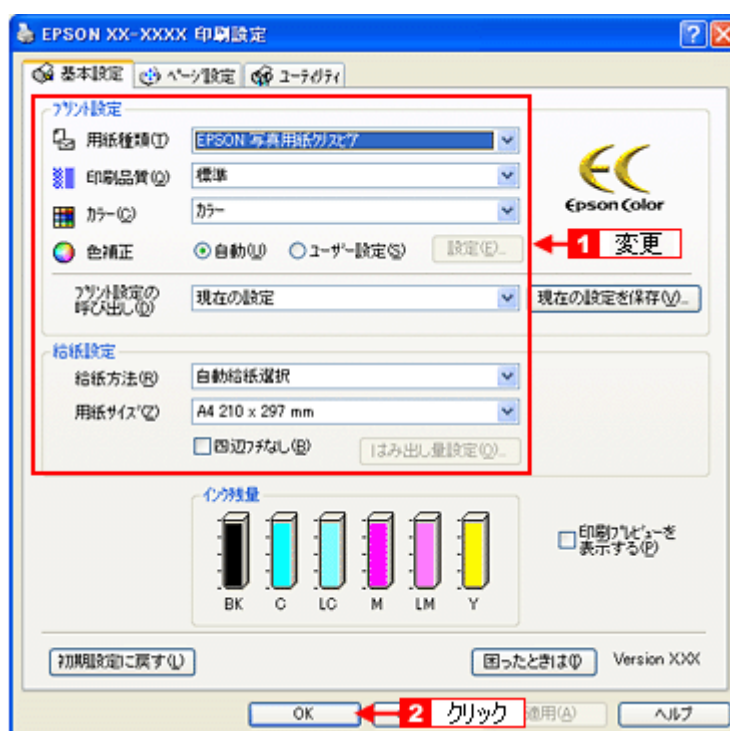 EPSON XX-XXXX 印刷設定
基本設定 ページ設定 ユーティリティ
プリント設定
用紙種類(T) EPSON 写真用紙クリスピア
印刷品質(Q) 標準
カラー(C) カラー
色補正 自動(U) ユーザー設定(S) 設定(E)...
Epson Color
1 変更
プリント設定の
呼び出し(D) 現在の設定 現在の設定を保存(V)...
給紙設定
給紙方法(R) 自動給紙選択
用紙サイズ(Z) A4 210 x 297 mm
四辺フチなし(B) はみ出し量設定(O)...
インク残量
BK C LC M LM Y
印刷プレビューを
表示する(P)
初期設定に戻す(L) 困ったときは(I) Version X.XX
OK 2 クリック 適用(A) ヘルプ